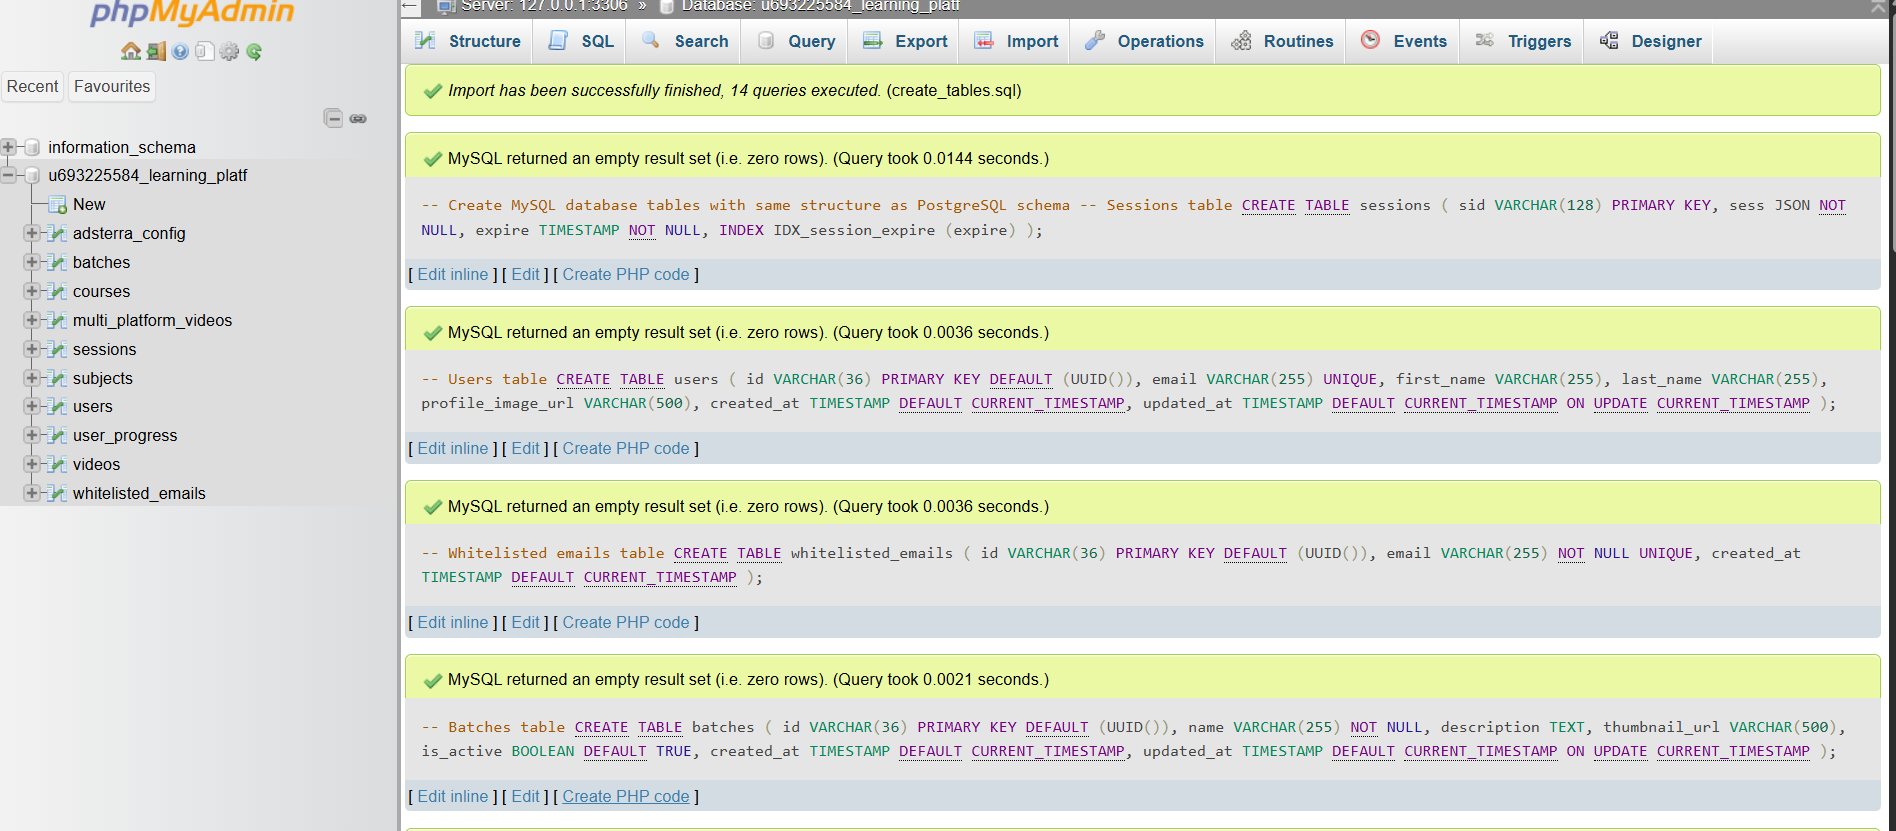 phpMyAdmin
Recent Favourites
information_schema
u693225584_learning_platf
New
adsterra_config
batches
courses
multi_platform_videos
sessions
subjects
users
user_progress
videos
whitelisted_emails
Server: 127.0.0.1:3306 » Database: u693225584_learning_platf
Structure SQL Search Query Export Import Operations Routines Events Triggers Designer
Import has been successfully finished, 14 queries executed. (create_tables.sql)
MySQL returned an empty result set (i.e. zero rows). (Query took 0.0144 seconds.)
-- Create MySQL database tables with same structure as PostgreSQL schema -- Sessions table CREATE TABLE sessions ( sid VARCHAR(128) PRIMARY KEY, sess JSON NOT
NULL, expire TIMESTAMP NOT NULL, INDEX IDX_session_expire (expire) );
[ Edit inline ] [ Edit ] [ Create PHP code ]
MySQL returned an empty result set (i.e. zero rows). (Query took 0.0036 seconds.)
-- Users table CREATE TABLE users ( id VARCHAR(36) PRIMARY KEY DEFAULT (UUID()), email VARCHAR(255) UNIQUE, first_name VARCHAR(255), last_name VARCHAR(255),
profile_image_url VARCHAR(500), created_at TIMESTAMP DEFAULT CURRENT_TIMESTAMP, updated_at TIMESTAMP DEFAULT CURRENT_TIMESTAMP ON UPDATE CURRENT_TIMESTAMP );
[ Edit inline ] [ Edit ] [ Create PHP code ]
MySQL returned an empty result set (i.e. zero rows). (Query took 0.0036 seconds.)
-- Whitelisted emails table CREATE TABLE whitelisted_emails ( id VARCHAR(36) PRIMARY KEY DEFAULT (UUID()), email VARCHAR(255) NOT NULL UNIQUE, created_at
TIMESTAMP DEFAULT CURRENT_TIMESTAMP );
[ Edit inline ] [ Edit ] [ Create PHP code ]
MySQL returned an empty result set (i.e. zero rows). (Query took 0.0021 seconds.)
-- Batches table CREATE TABLE batches ( id VARCHAR(36) PRIMARY KEY DEFAULT (UUID()), name VARCHAR(255) NOT NULL, description TEXT, thumbnail_url VARCHAR(500),
is_active BOOLEAN DEFAULT TRUE, created_at TIMESTAMP DEFAULT CURRENT_TIMESTAMP, updated_at TIMESTAMP DEFAULT CURRENT_TIMESTAMP ON UPDATE CURRENT_TIMESTAMP );
[ Edit inline ] [ Edit ] [ Create PHP code ]